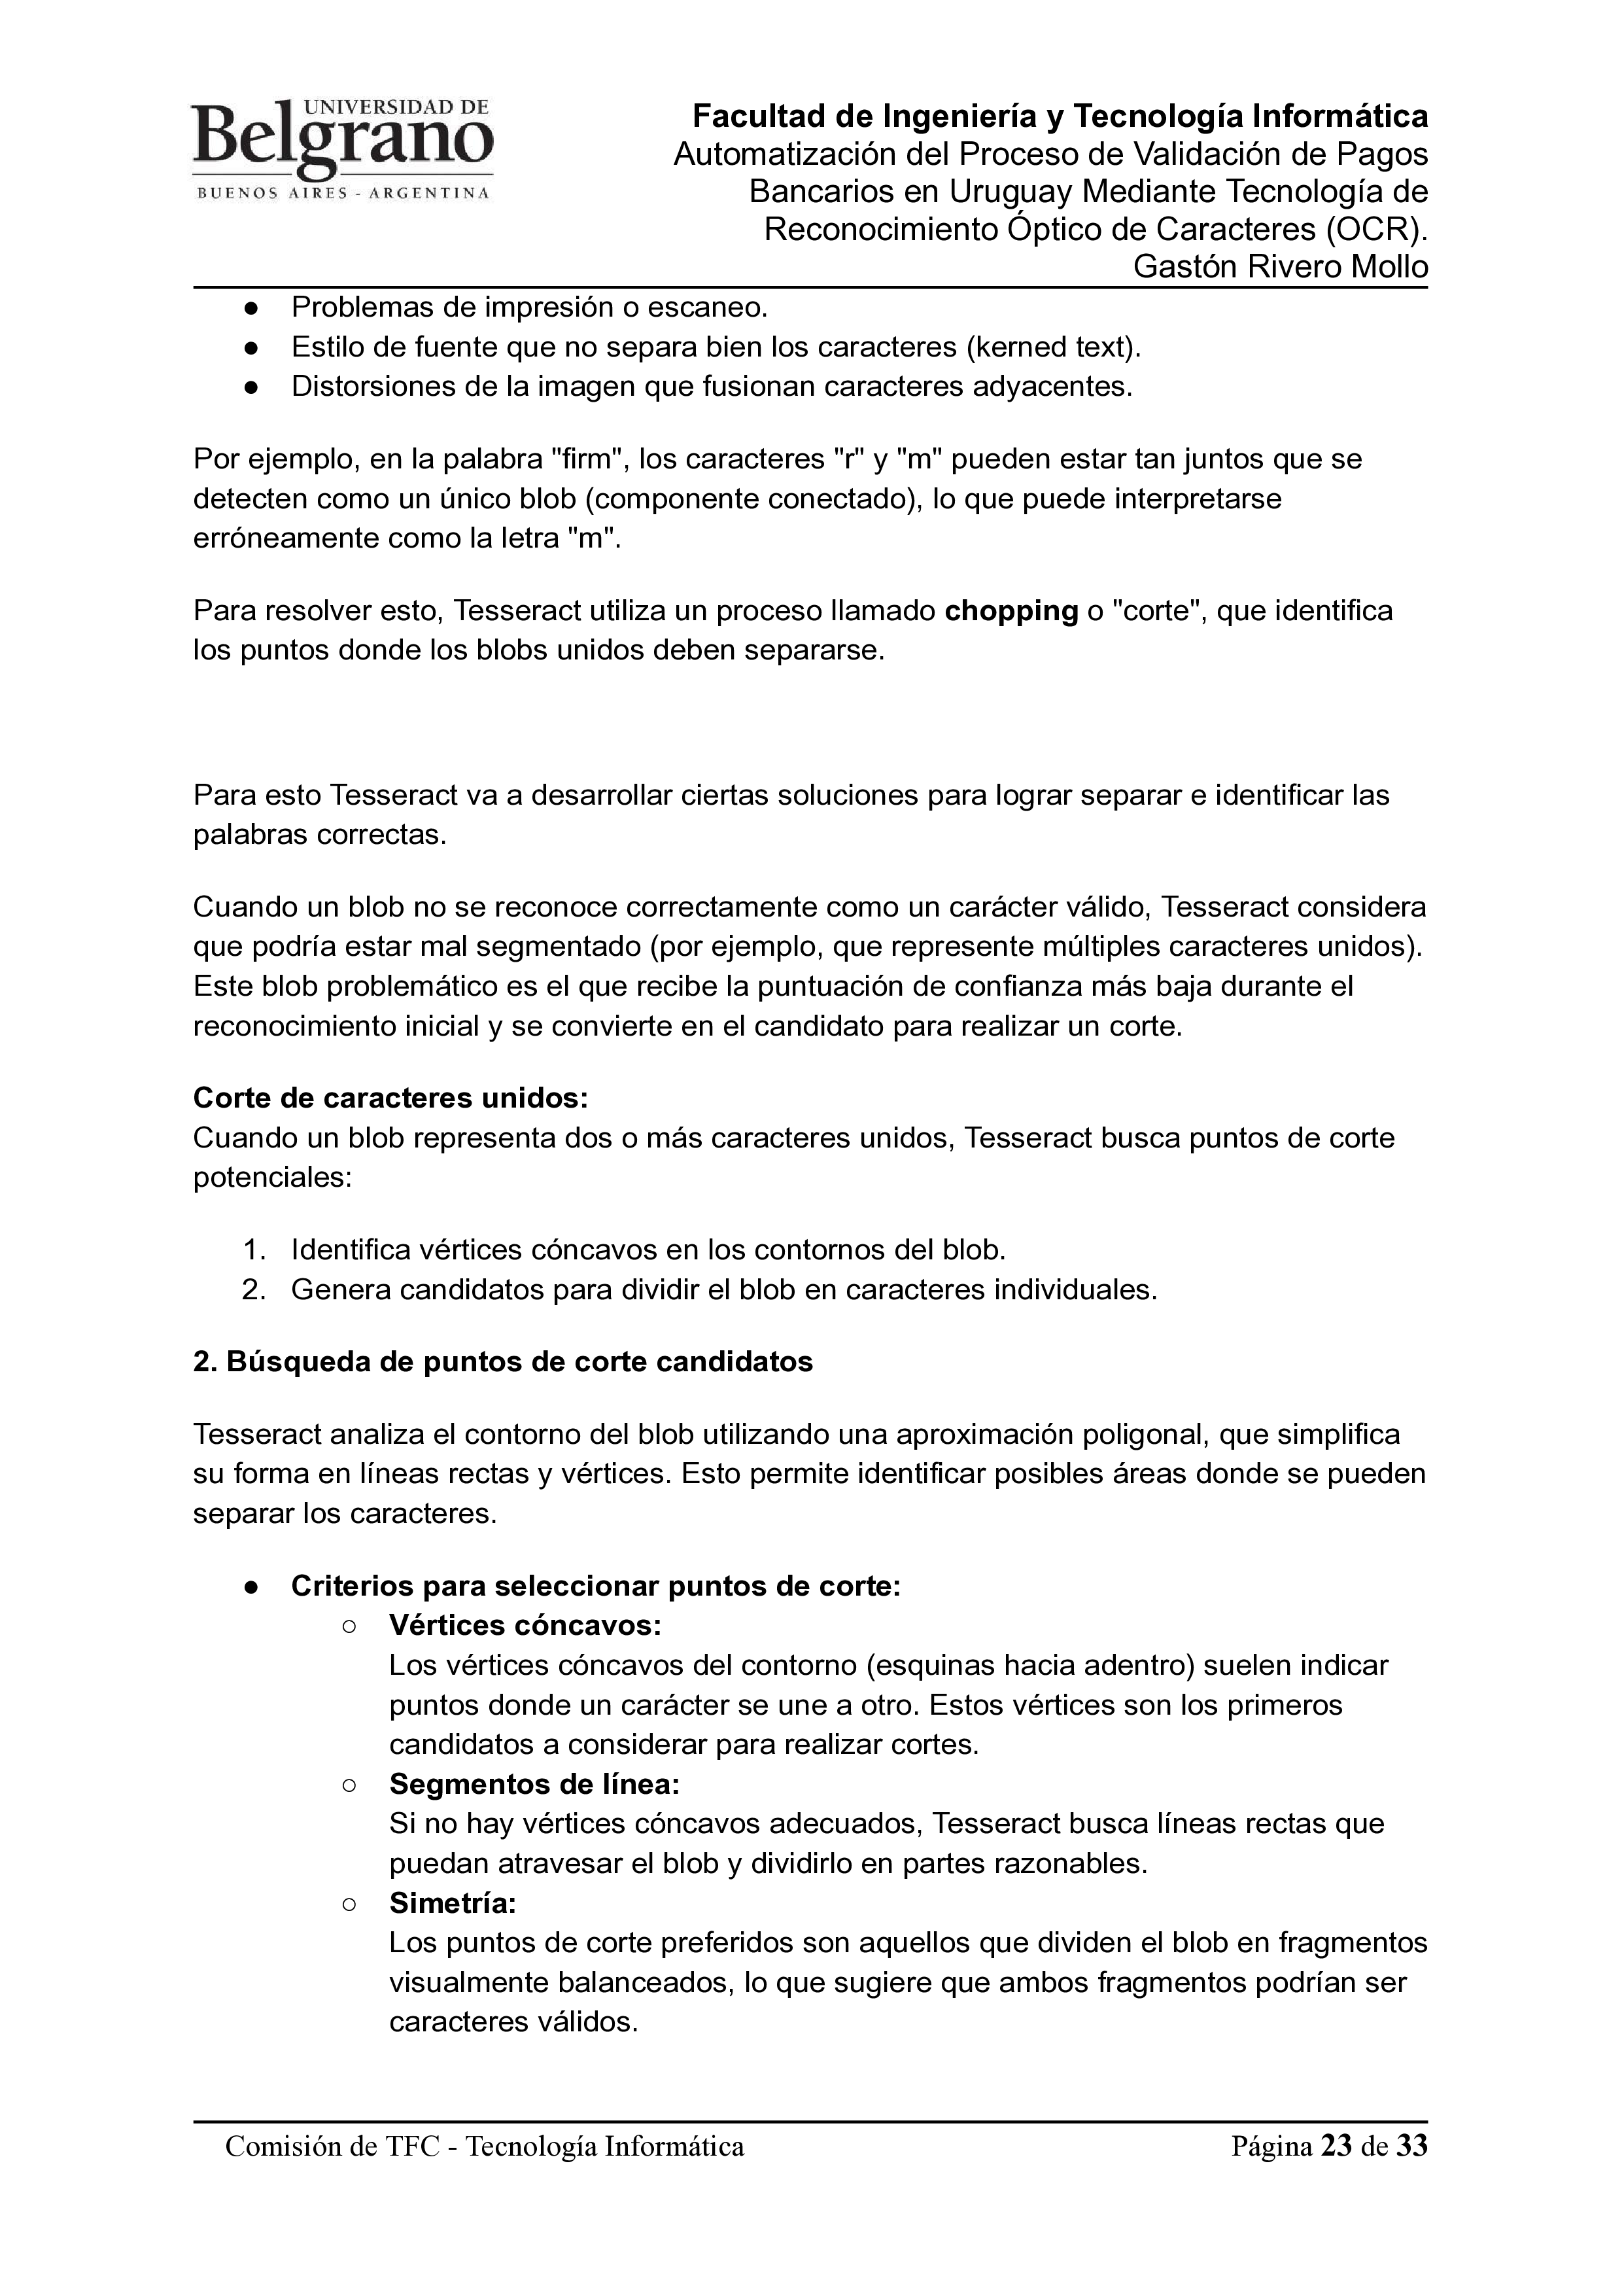 UNIVERSIDAD DE
Belgrano
BUENOS AIRES - ARGENTINA
Facultad de Ingeniería y Tecnología Informática
Automatización del Proceso de Validación de Pagos
Bancarios en Uruguay Mediante Tecnología de
Reconocimiento Óptico de Caracteres (OCR).
Gastón Rivero Mollo
● Problemas de impresión o escaneo.
● Estilo de fuente que no separa bien los caracteres (kerned text).
● Distorsiones de la imagen que fusionan caracteres adyacentes.
Por ejemplo, en la palabra "firm", los caracteres "r" y "m" pueden estar tan juntos que se
detecten como un único blob (componente conectado), lo que puede interpretarse
erróneamente como la letra "m".
Para resolver esto, Tesseract utiliza un proceso llamado chopping o "corte", que identifica
los puntos donde los blobs unidos deben separarse.
Para esto Tesseract va a desarrollar ciertas soluciones para lograr separar e identificar las
palabras correctas.
Cuando un blob no se reconoce correctamente como un carácter válido, Tesseract considera
que podría estar mal segmentado (por ejemplo, que represente múltiples caracteres unidos).
Este blob problemático es el que recibe la puntuación de confianza más baja durante el
reconocimiento inicial y se convierte en el candidato para realizar un corte.
Corte de caracteres unidos:
Cuando un blob representa dos o más caracteres unidos, Tesseract busca puntos de corte
potenciales:
1. Identifica vértices cóncavos en los contornos del blob.
2. Genera candidatos para dividir el blob en caracteres individuales.
2. Búsqueda de puntos de corte candidatos
Tesseract analiza el contorno del blob utilizando una aproximación poligonal, que simplifica
su forma en líneas rectas y vértices. Esto permite identificar posibles áreas donde se pueden
separar los caracteres.
● Criterios para seleccionar puntos de corte:
○ Vértices cóncavos:
Los vértices cóncavos del contorno (esquinas hacia adentro) suelen indicar
puntos donde un carácter se une a otro. Estos vértices son los primeros
candidatos a considerar para realizar cortes.
○ Segmentos de línea:
Si no hay vértices cóncavos adecuados, Tesseract busca líneas rectas que
puedan atravesar el blob y dividirlo en partes razonables.
○ Simetría:
Los puntos de corte preferidos son aquellos que dividen el blob en fragmentos
visualmente balanceados, lo que sugiere que ambos fragmentos podrían ser
caracteres válidos.
Comisión de TFC - Tecnología Informática
Página 23 de 33